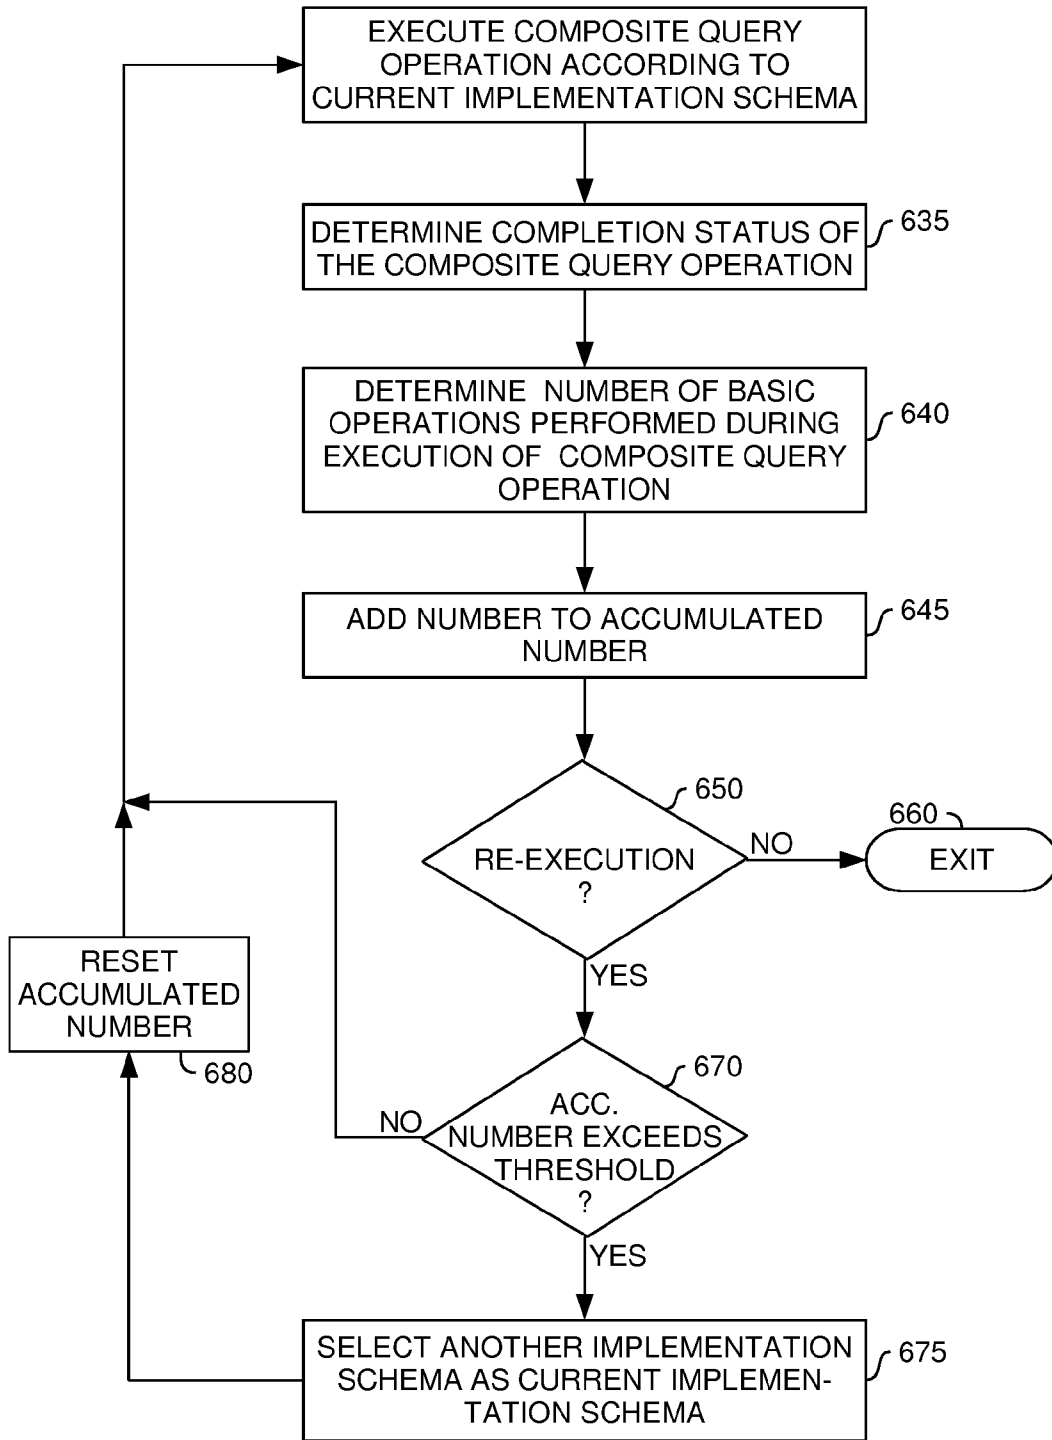 EXECUTE COMPOSITE QUERY
OPERATION ACCORDING TO
CURRENT IMPLEMENTATION SCHEMA
DETERMINE COMPLETION STATUS OF
THE COMPOSITE QUERY OPERATION
635
DETERMINE NUMBER OF BASIC
OPERATIONS PERFORMED DURING
EXECUTION OF COMPOSITE QUERY
OPERATION
640
ADD NUMBER TO ACCUMULATED
NUMBER
645
RE-EXECUTION
?
650
NO
660
EXIT
YES
ACC.
NUMBER EXCEEDS
THRESHOLD
?
670
NO
YES
RESET
ACCUMULATED
NUMBER
680
SELECT ANOTHER IMPLEMENTATION
SCHEMA AS CURRENT IMPLEMEN-
TATION SCHEMA
675